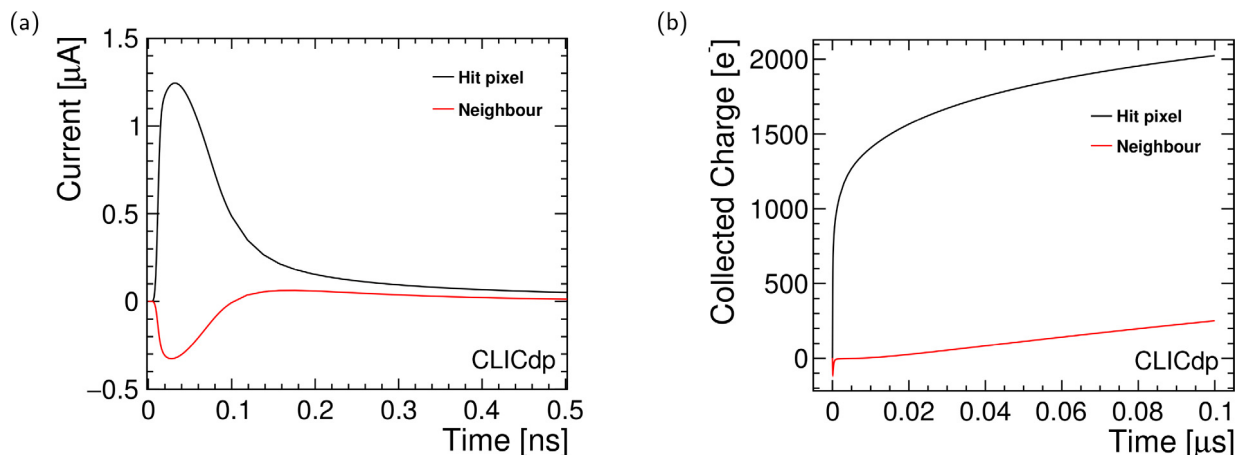 (a)
Current [μA]
1.5
1
0.5
0
−0.5
Hit pixel
Neighbour
CLICdp
0 0.1 0.2 0.3 0.4 0.5
Time [ns]
(b)
Collected Charge [e-]
2000
1500
1000
500
0
Hit pixel
Neighbour
CLICdp
0 0.02 0.04 0.06 0.08 0.1
Time [μs]